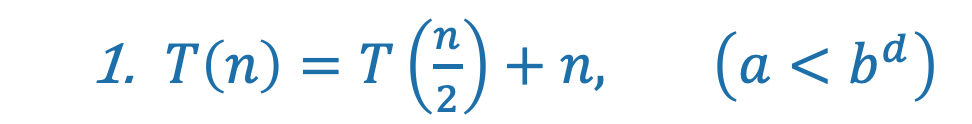 1. T(n) = T(n/2) + n, (a < b^d)